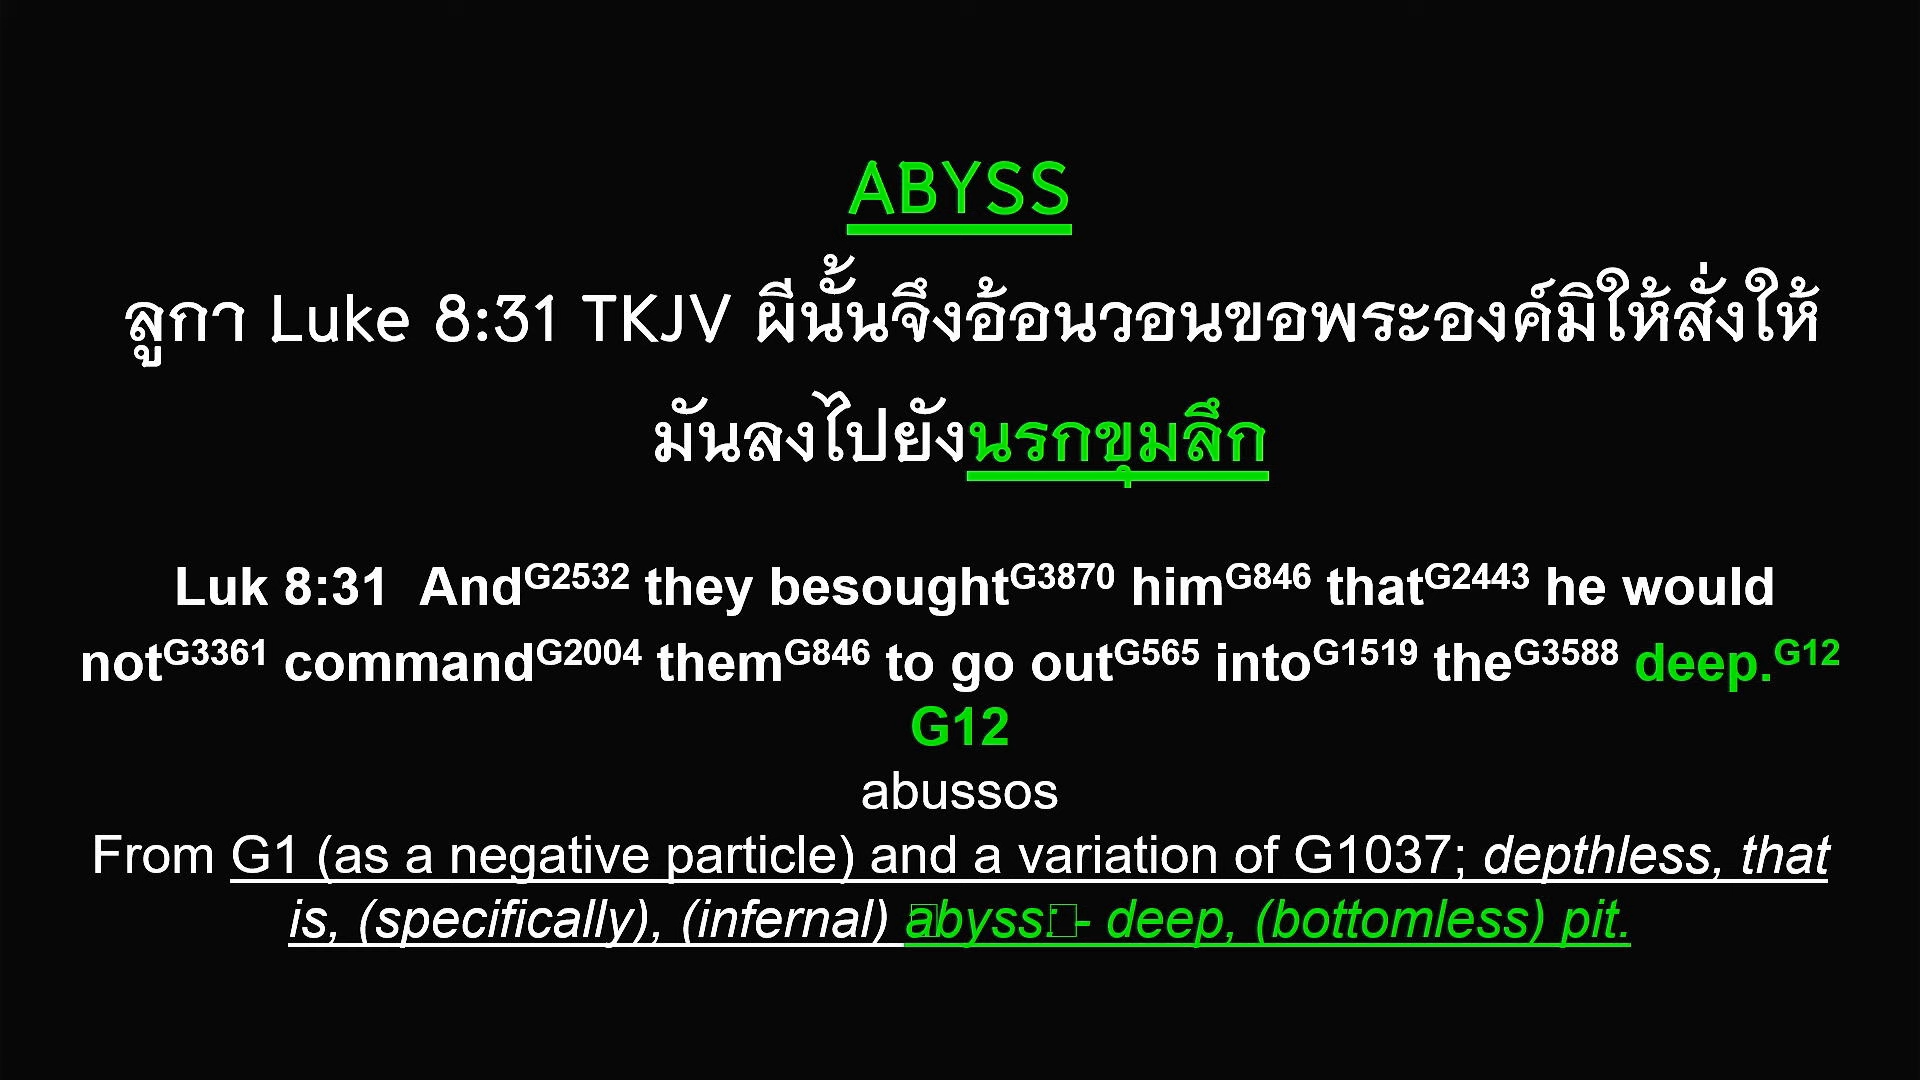 ABYSS
ลูกา Luke 8:31 TKJV ผีนั้นจึงอ้อนวอนขอพระองค์มิให้สั่งให้
มันลงไปยังนรกขุมลึก
Luk 8:31  AndG2532 they besoughtG3870 himG846 thatG2443 he would
notG3361 commandG2004 themG846 to go outG565 intoG1519 theG3588 deep.G12
G12
abussos
From G1 (as a negative particle) and a variation of G1037; depthless, that
is, (specifically), (infernal) abyss: - deep, (bottomless) pit.